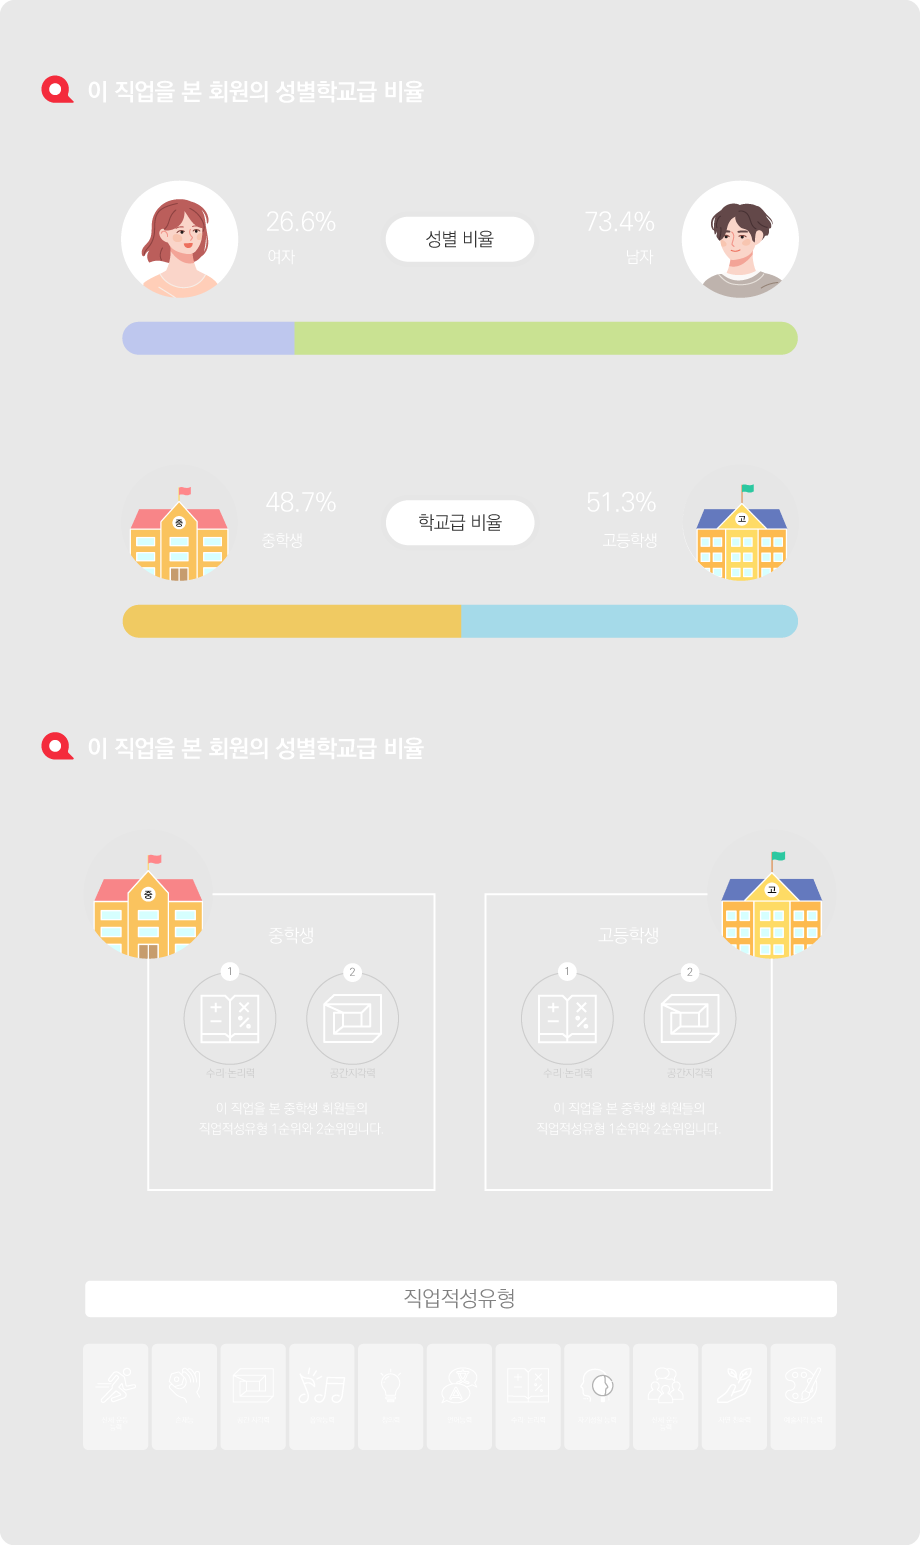 이 직업을 본 회원의 성별학교급 비율
26.6%
여자
성별 비율
73.4%
남자
48.7%
중학생
학교급 비율
51.3%
고등학생
중
고
이 직업을 본 회원의 성별학교급 비율
중
고
중학생
1
2
수리·논리력
공간지각력
이 직업을 본 중학생 회원들의
직업적성유형 1순위와 2순위입니다
고등학생
1
2
수리·논리력
공간지각력
이 직업을 본 중학생 회원들의
직업적성유형 1순위와 2순위입니다.
직업적성유형